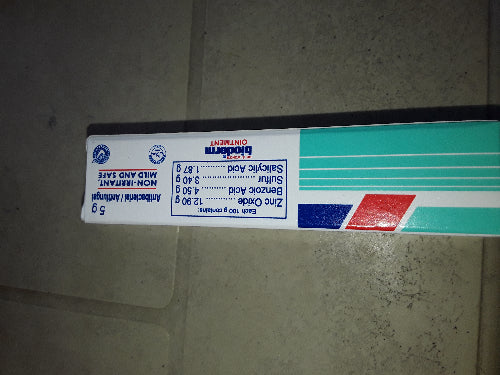 bioderm
OINTMENT
Each 100 g contains:
Zinc Oxide ........ 12.90 g
Benzoic Acid ...... 4.50 g
Sulfur ................ 3.40 g
Salicylic Acid ....... 1.87 g
NON-IRRITANT,
MILD AND SAFE
Antibacterial / Antifungal
5 g